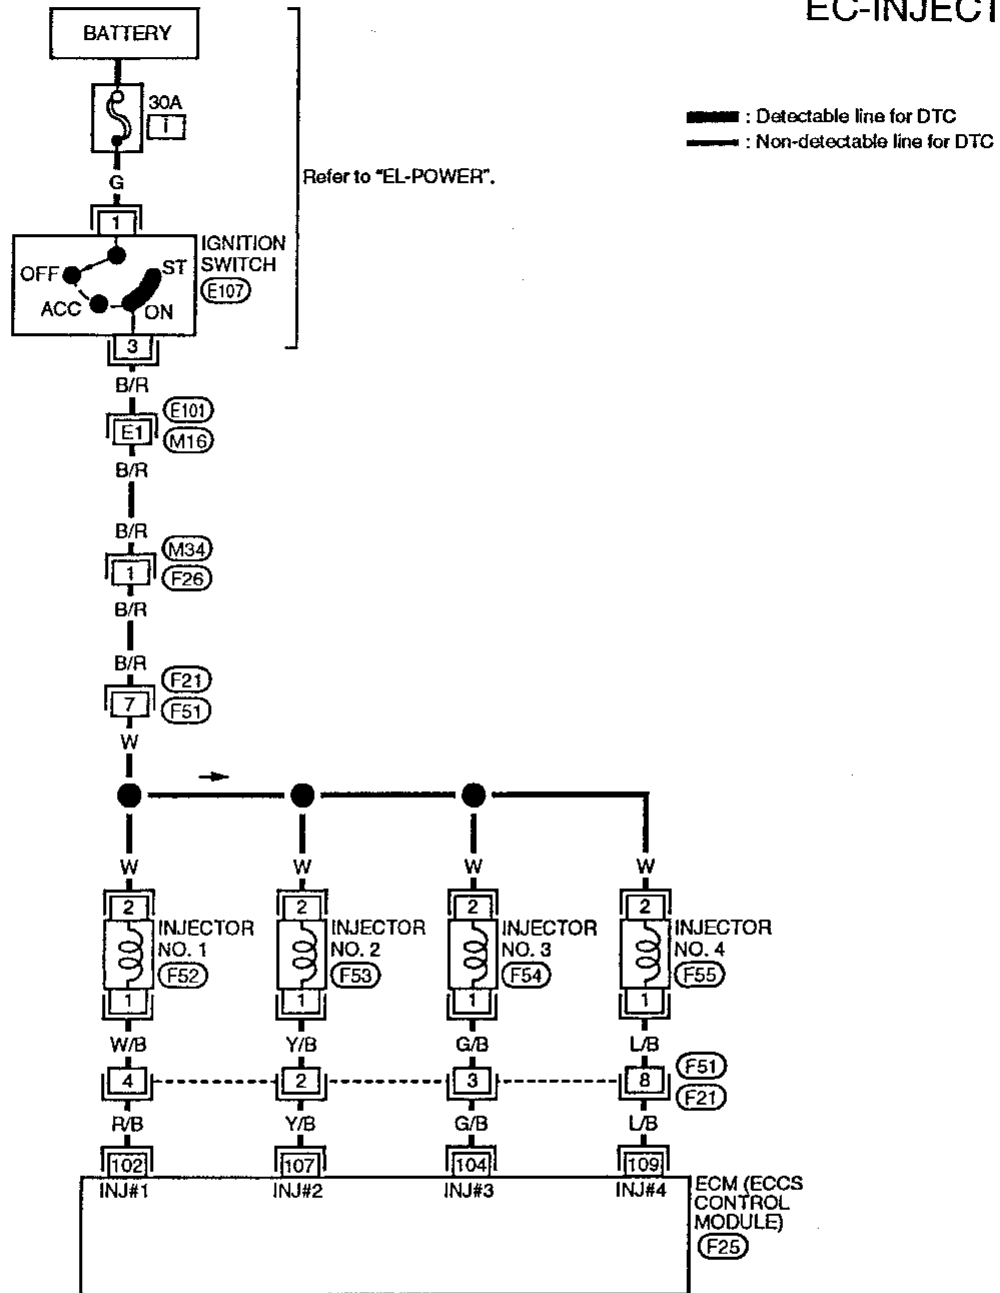 EC-INJECT
BATTERY
30A
i
: Detectable line for DTC
: Non-detectable line for DTC
G
Refer to "EL-POWER".
1
IGNITION
SWITCH
E107
OFF
ST
ACC
ON
3
B/R
E1
E101
M16
B/R
B/R
1
M34
F26
B/R
B/R
7
F21
F51
W
W W W W
2 2 2 2
INJECTOR
NO. 1
F52
INJECTOR
NO. 2
F53
INJECTOR
NO. 3
F54
INJECTOR
NO. 4
F55
1 1 1 1
W/B Y/B G/B L/B
4 2 3 8
F51
F21
R/B Y/B G/B L/B
102 107 104 109
INJ#1 INJ#2 INJ#3 INJ#4
ECM (ECCS
CONTROL
MODULE)
F25